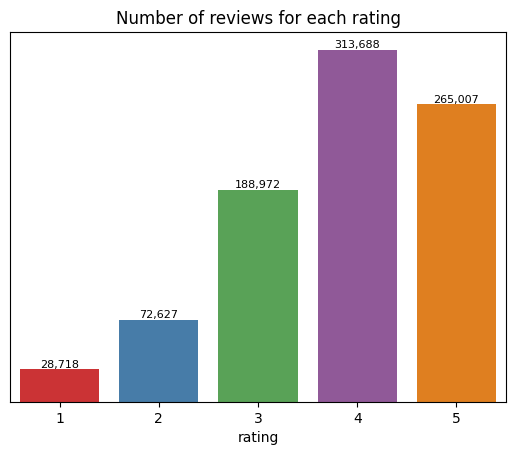 Number of reviews for each rating
313,688
265,007
188,972
72,627
28,718
1 2 3 4 5
rating